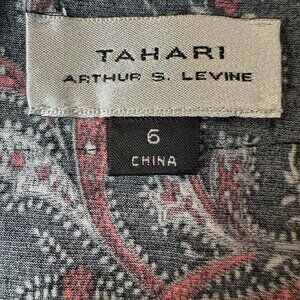 TAHARI
ARTHUR S. LEVINE
6
CHINA